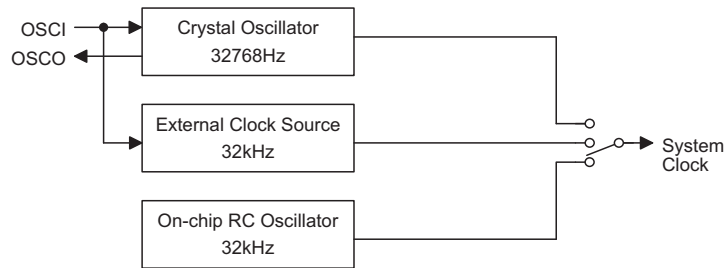 OSCI
OSCO
Crystal Oscillator
32768Hz
External Clock Source
32kHz
On-chip RC Oscillator
32kHz
System
Clock